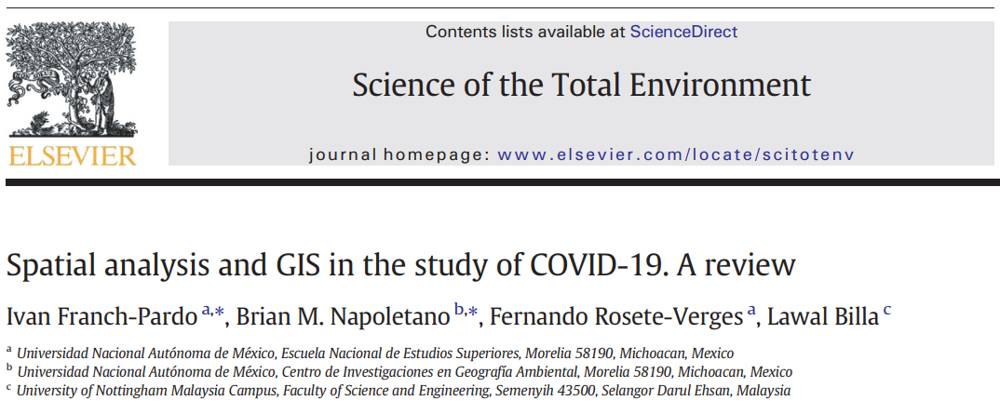 Contents lists available at ScienceDirect
Science of the Total Environment
ELSEVIER
journal homepage: www.elsevier.com/locate/scitotenv
Spatial analysis and GIS in the study of COVID-19. A review
Ivan Franch-Pardo a,*, Brian M. Napoletano b,*, Fernando Rosete-Verges a, Lawal Billa c
a Universidad Nacional Autónoma de México, Escuela Nacional de Estudios Superiores, Morelia 58190, Michoacan, Mexico
b Universidad Nacional Autónoma de México, Centro de Investigaciones en Geografía Ambiental, Morelia 58190, Michoacan, Mexico
c University of Nottingham Malaysia Campus, Faculty of Science and Engineering, Semenyih 43500, Selangor Darul Ehsan, Malaysia